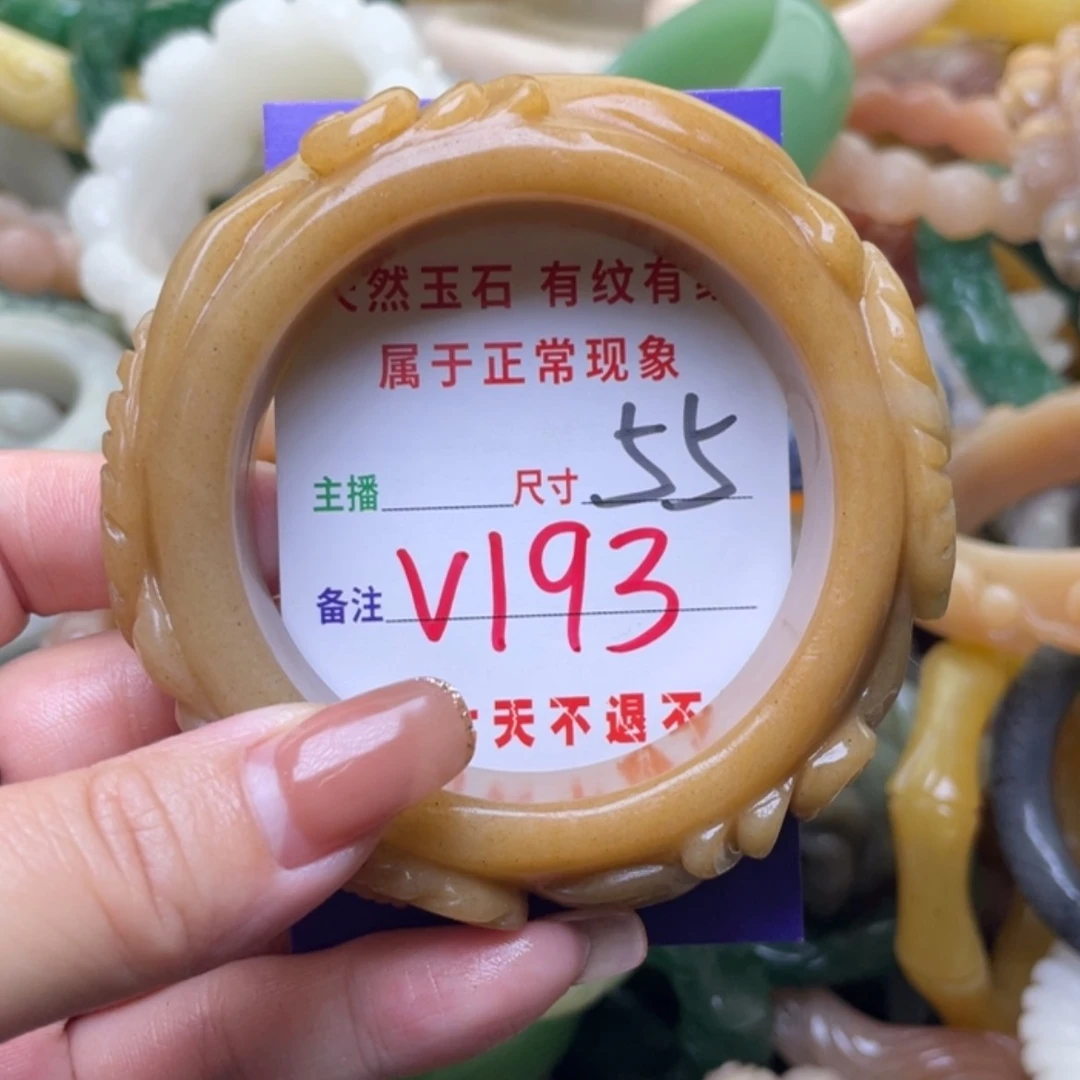 然玉石 有纹有
属于正常现象
主播 尺寸 55
备注 V193
天不退不